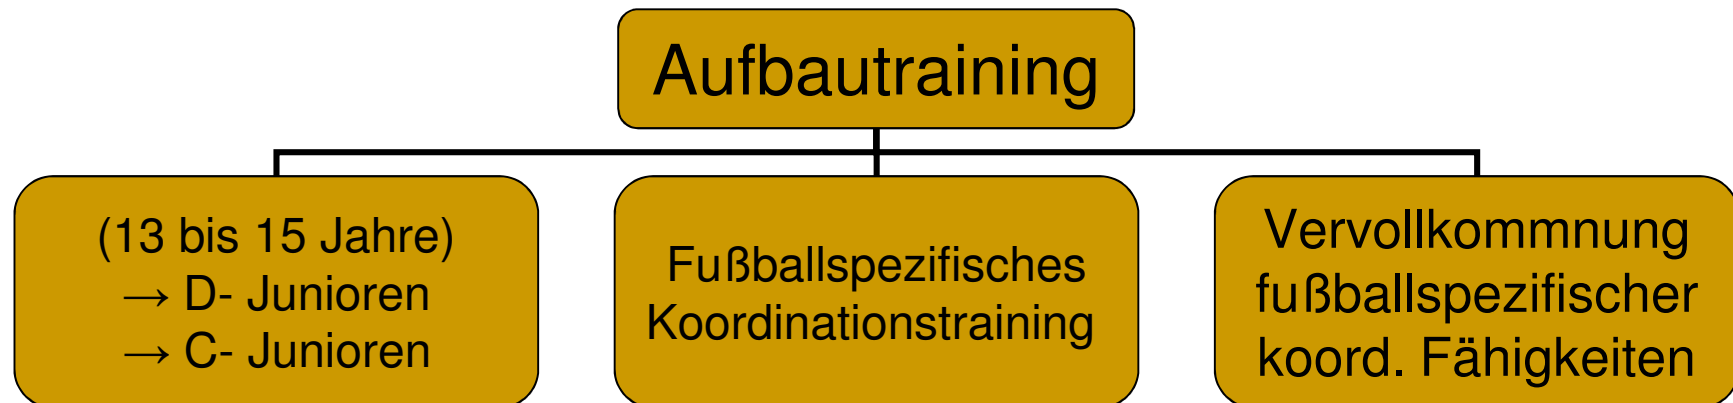 Aufbautraining
(13 bis 15 Jahre)
→ D- Junioren
→ C- Junioren
Fußballspezifisches
Koordinationstraining
Vervollkommnung
fußballspezifischer
koord. Fähigkeiten